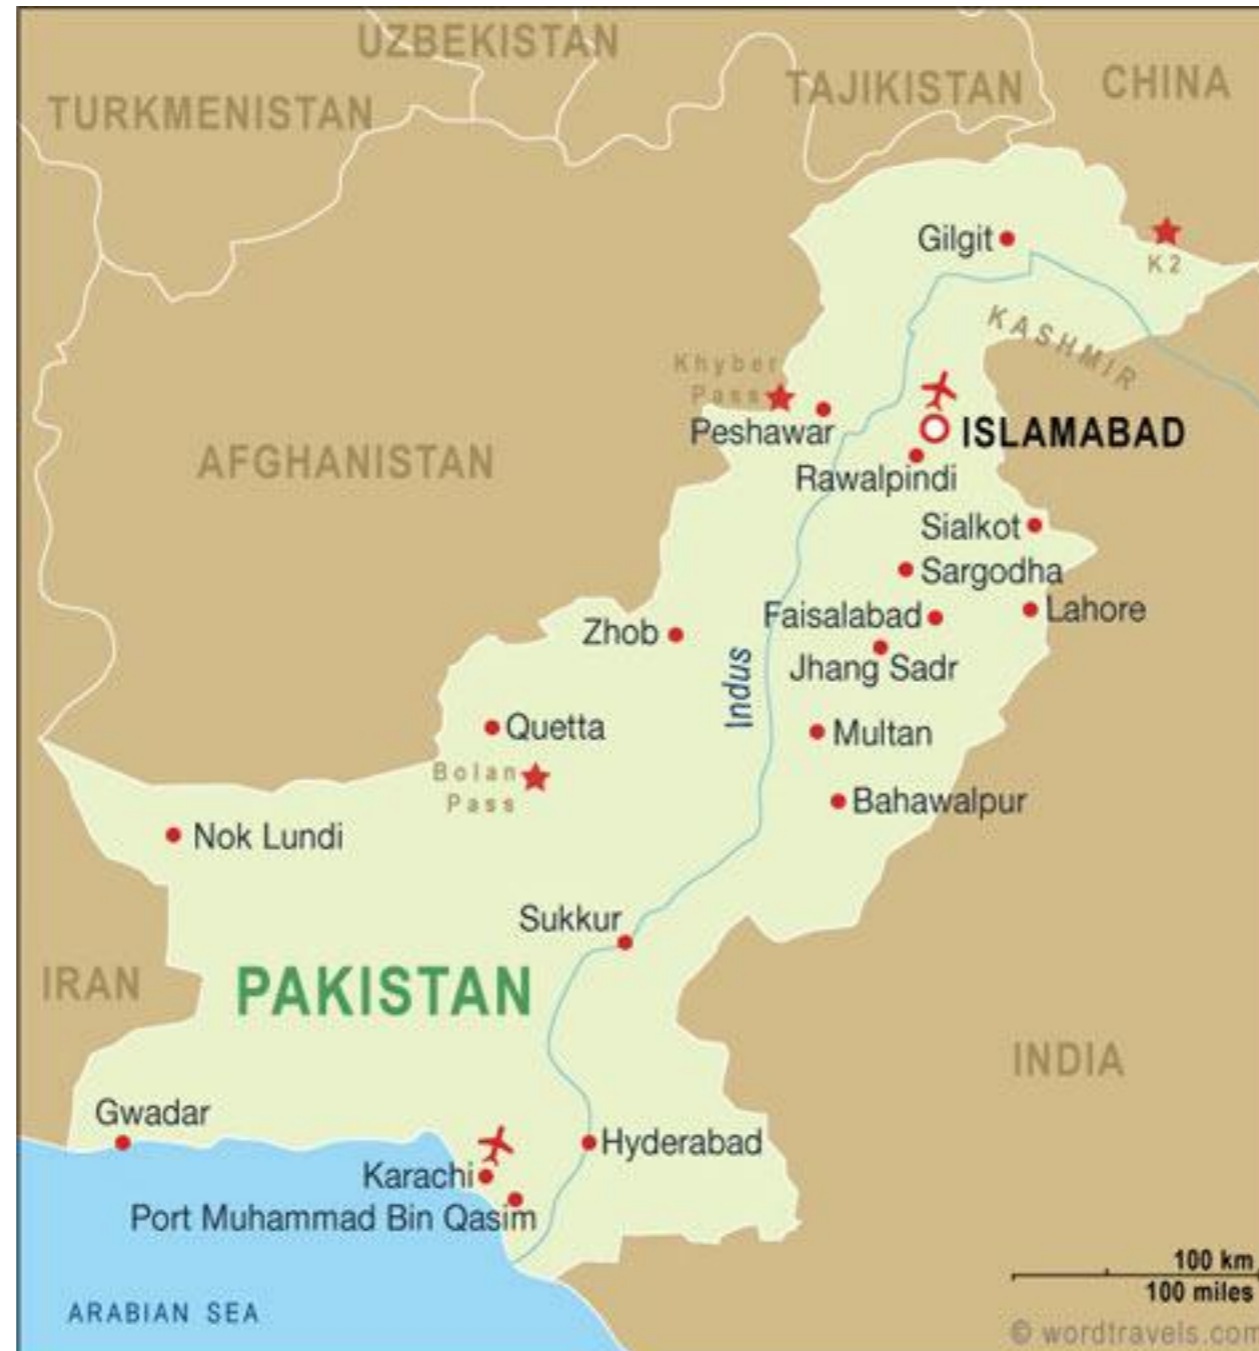 UZBEKISTAN
TURKMENISTAN
TAJIKISTAN
CHINA
Gilgit
K2
KASHMIR
Khyber
Pass
Peshawar
ISLAMABAD
Rawalpindi
AFGHANISTAN
Sialkot
Sargodha
Faisalabad
Lahore
Zhob
Jhang Sadr
Indus
Quetta
Multan
Bolan
Pass
Bahawalpur
Nok Lundi
Sukkur
IRAN
PAKISTAN
INDIA
Gwadar
Hyderabad
Karachi
Port Muhammad Bin Qasim
100 km
100 miles
ARABIAN SEA
© wordtravels.com